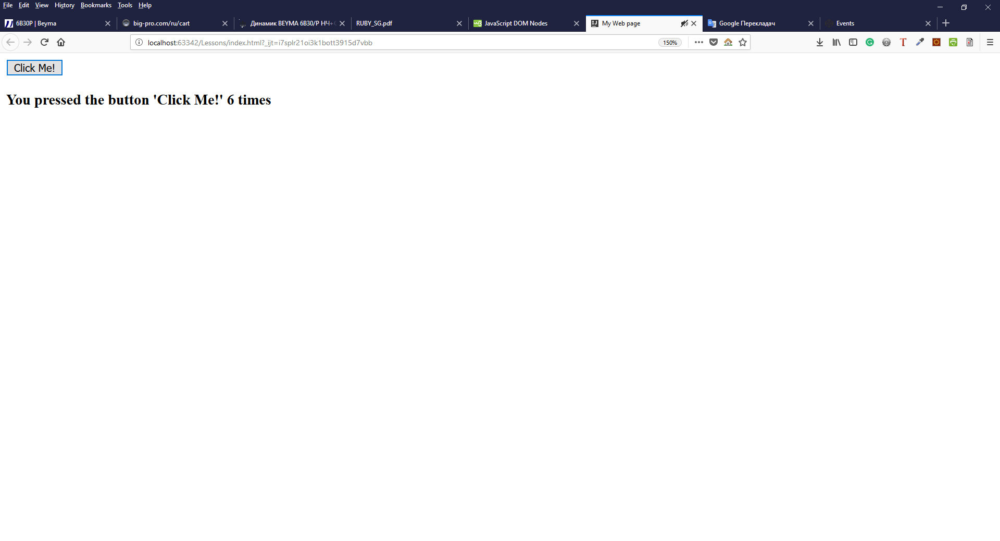 File Edit View History Bookmarks Tools Help
6B30P | Beyma
big-pro.com/ru/cart
Динамик BEYMA 6B30/P НЧ+
RUBY_SG.pdf
JavaScript DOM Nodes
My Web page
Google Перекладач
Events
localhost:63342/Lessons/index.html?_ijt=i7splr21oi3k1bott3915d7vbb
150%
Click Me!
You pressed the button 'Click Me!' 6 times